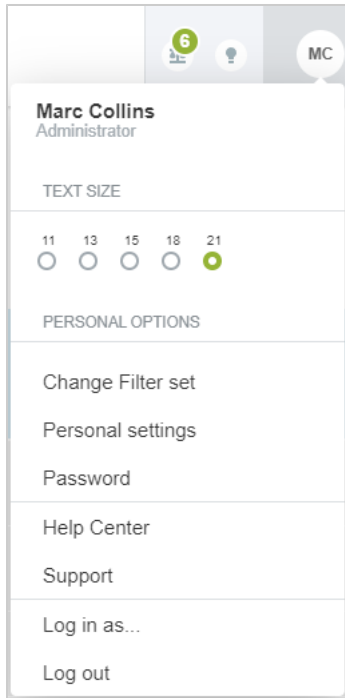 6
MC
Marc Collins
Administrator
TEXT SIZE
11 13 15 18 21
PERSONAL OPTIONS
Change Filter set
Personal settings
Password
Help Center
Support
Log in as...
Log out